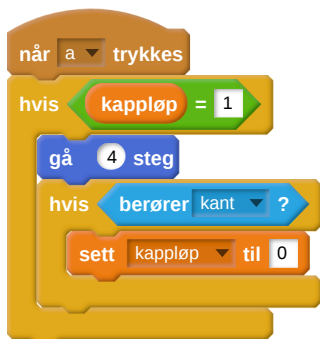 når a trykkes
hvis kappløp = 1
gå 4 steg
hvis berører kant ?
sett kappløp til 0